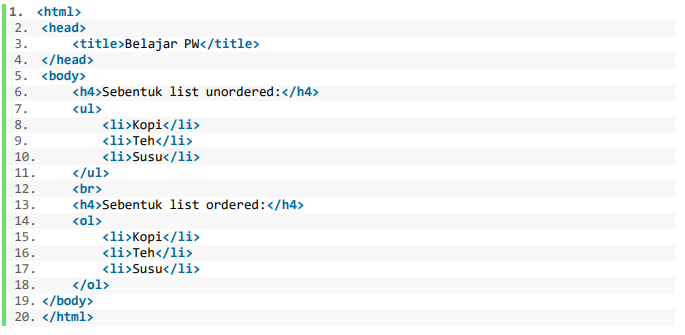 1. <html>
2. <head>
3. <title>Belajar PW</title>
4. </head>
5. <body>
6. <h4>Sebentuk list unordered:</h4>
7. <ul>
8. <li>Kopi</li>
9. <li>Teh</li>
10. <li>Susu</li>
11. </ul>
12. <br>
13. <h4>Sebentuk list ordered:</h4>
14. <ol>
15. <li>Kopi</li>
16. <li>Teh</li>
17. <li>Susu</li>
18. </ol>
19. </body>
20. </html>